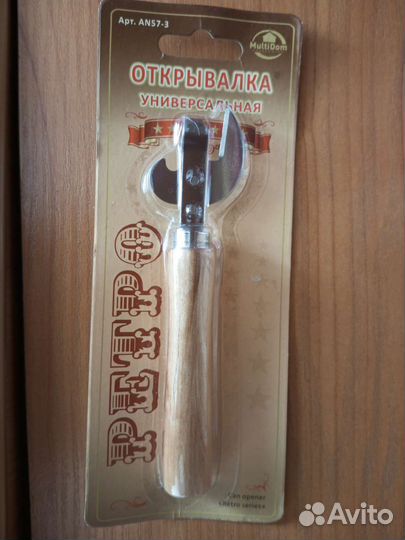 Арт. AN57-3
MultiDom
ОТКРЫВАЛКА
УНИВЕРСАЛЬНАЯ
РЕТРО
Can opener
«Retro series»
Avito